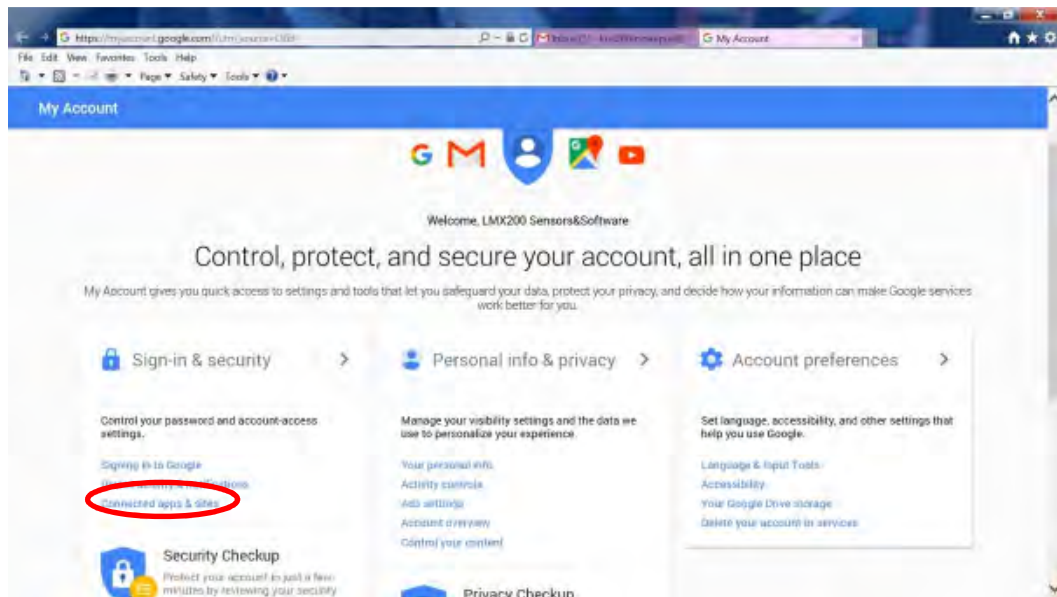 https://myaccount.google.com/
G My Account
File Edit View Favorites Tools Help
Page Safety Tools
My Account
Welcome, LMX200 Sensors&Software
Control, protect, and secure your account, all in one place
My Account gives you quick access to settings and tools that let you safeguard your data, protect your privacy, and decide how your information can make Google services
work better for you.
Sign-in & security >
Control your password and account-access
settings.
Signing in to Google
Connected apps & sites
Security Checkup
Protect your account in just a few
minutes by reviewing your security
Personal info & privacy >
Manage your visibility settings and the data we
use to personalize your experience.
Your personal info
Activity controls
Ads settings
Account overview
Control your content
Privacy Checkup
Account preferences >
Set language, accessibility, and other settings that
help you use Google.
Language & Input Tools
Accessibility
Your Google Drive storage
Delete your account or services